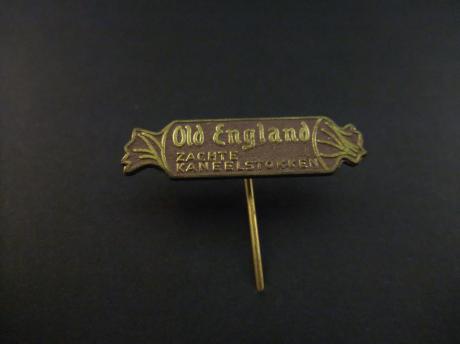 Old England
ZACHTE
KANEELSTOKKEN